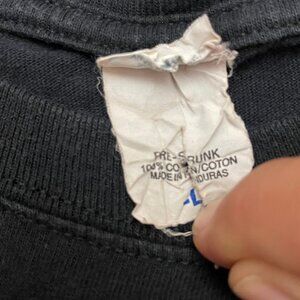 PRE-SHRUNK
100% COTTON/COTON
MADE IN HONDURAS
L